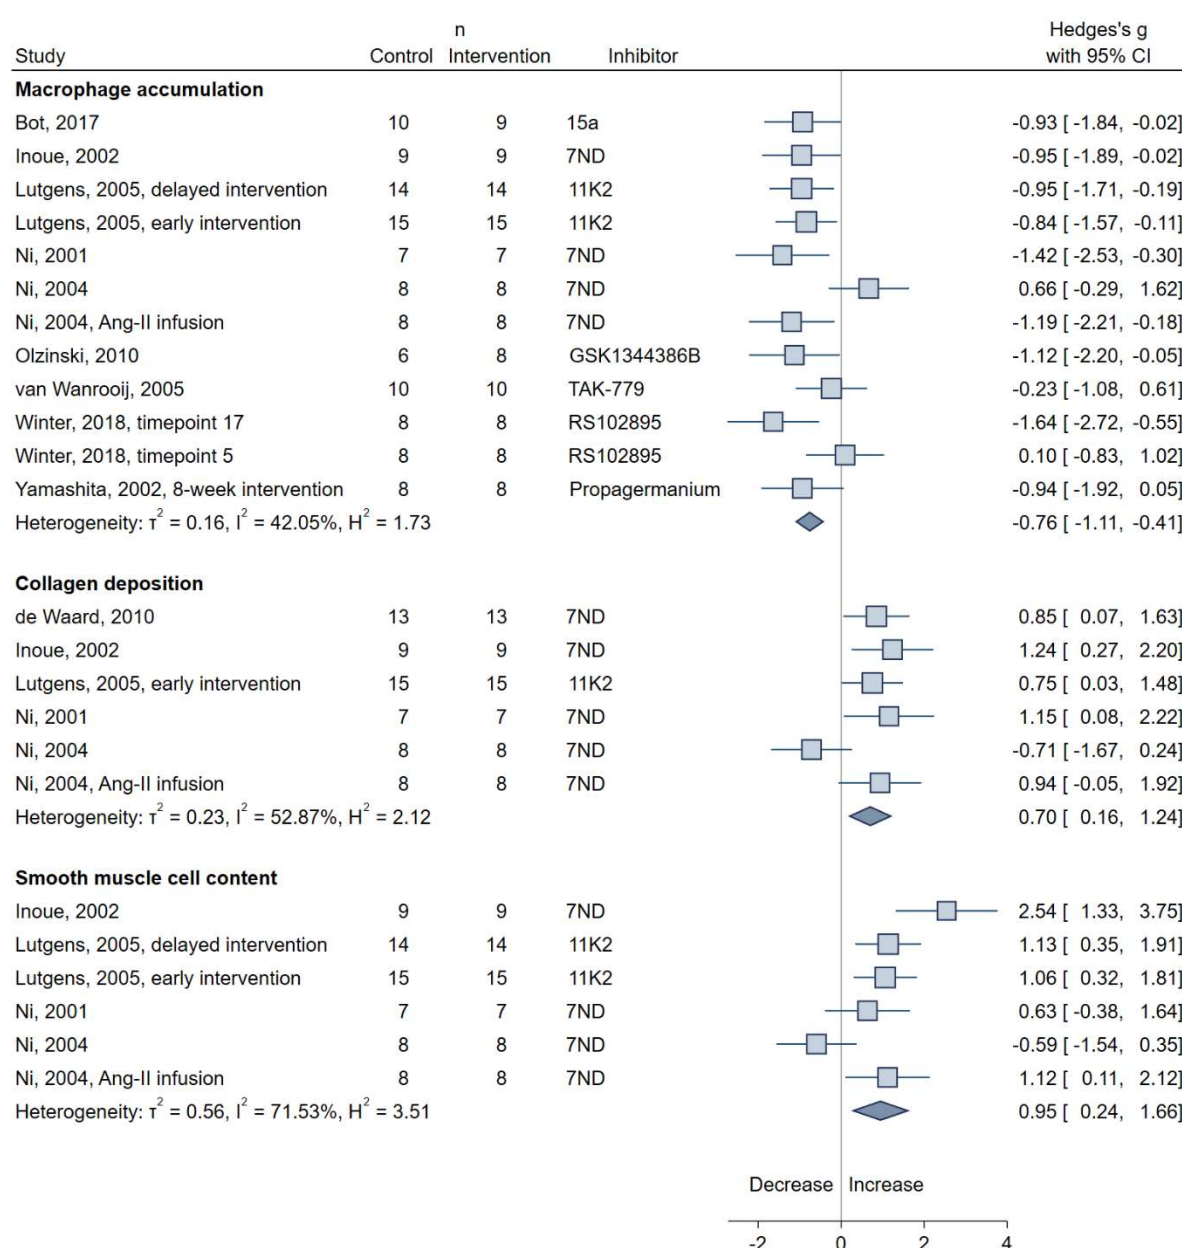 n Hedges's g
Study Control Intervention Inhibitor with 95% CI
Macrophage accumulation
Bot, 2017 10 9 15a -0.93 [ -1.84, -0.02]
Inoue, 2002 9 9 7ND -0.95 [ -1.89, -0.02]
Lutgens, 2005, delayed intervention 14 14 11K2 -0.95 [ -1.71, -0.19]
Lutgens, 2005, early intervention 15 15 11K2 -0.84 [ -1.57, -0.11]
Ni, 2001 7 7 7ND -1.42 [ -2.53, -0.30]
Ni, 2004 8 8 7ND 0.66 [ -0.29, 1.62]
Ni, 2004, Ang-II infusion 8 8 7ND -1.19 [ -2.21, -0.18]
Olzinski, 2010 6 8 GSK1344386B -1.12 [ -2.20, -0.05]
van Wanrooij, 2005 10 10 TAK-779 -0.23 [ -1.08, 0.61]
Winter, 2018, timepoint 17 8 8 RS102895 -1.64 [ -2.72, -0.55]
Winter, 2018, timepoint 5 8 8 RS102895 0.10 [ -0.83, 1.02]
Yamashita, 2002, 8-week intervention 8 8 Propagermanium -0.94 [ -1.92, 0.05]
Heterogeneity: τ² = 0.16, I² = 42.05%, H² = 1.73 -0.76 [ -1.11, -0.41]
Collagen deposition
de Waard, 2010 13 13 7ND 0.85 [ 0.07, 1.63]
Inoue, 2002 9 9 7ND 1.24 [ 0.27, 2.20]
Lutgens, 2005, early intervention 15 15 11K2 0.75 [ 0.03, 1.48]
Ni, 2001 7 7 7ND 1.15 [ 0.08, 2.22]
Ni, 2004 8 8 7ND -0.71 [ -1.67, 0.24]
Ni, 2004, Ang-II infusion 8 8 7ND 0.94 [ -0.05, 1.92]
Heterogeneity: τ² = 0.23, I² = 52.87%, H² = 2.12 0.70 [ 0.16, 1.24]
Smooth muscle cell content
Inoue, 2002 9 9 7ND 2.54 [ 1.33, 3.75]
Lutgens, 2005, delayed intervention 14 14 11K2 1.13 [ 0.35, 1.91]
Lutgens, 2005, early intervention 15 15 11K2 1.06 [ 0.32, 1.81]
Ni, 2001 7 7 7ND 0.63 [ -0.38, 1.64]
Ni, 2004 8 8 7ND -0.59 [ -1.54, 0.35]
Ni, 2004, Ang-II infusion 8 8 7ND 1.12 [ 0.11, 2.12]
Heterogeneity: τ² = 0.56, I² = 71.53%, H² = 3.51 0.95 [ 0.24, 1.66]
Decrease Increase
-2 0 2 4